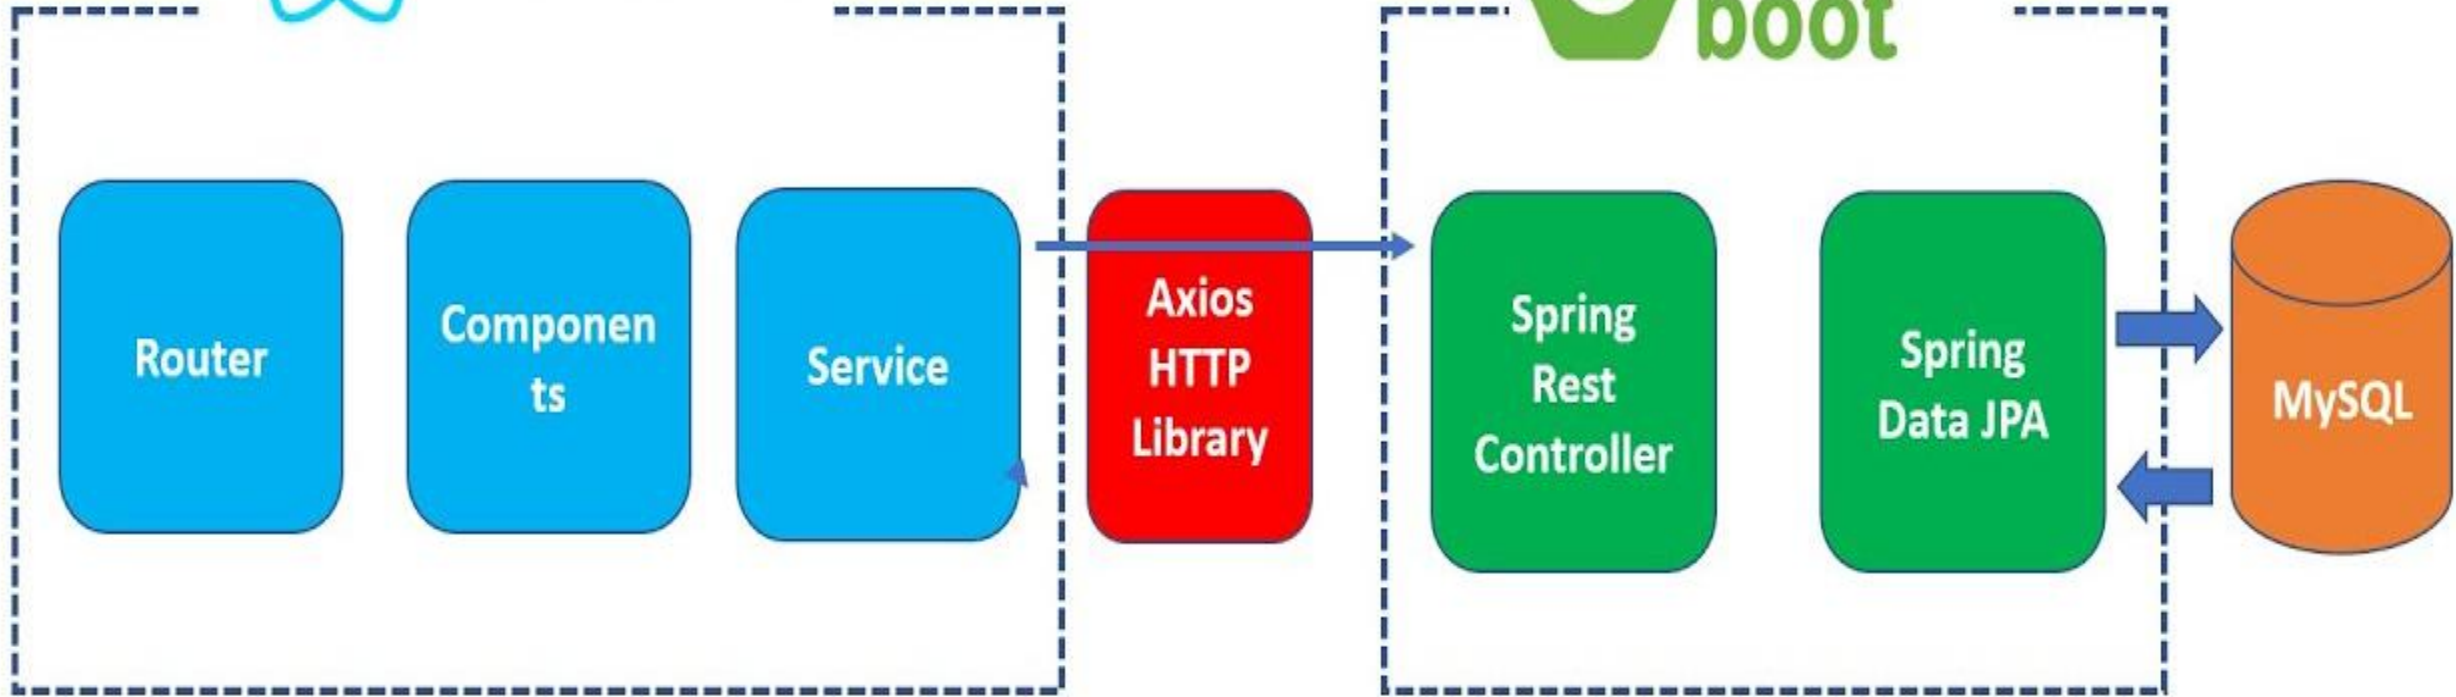 boot
Router
Componen
ts
Service
Axios
HTTP
Library
Spring
Rest
Controller
Spring
Data JPA
MySQL